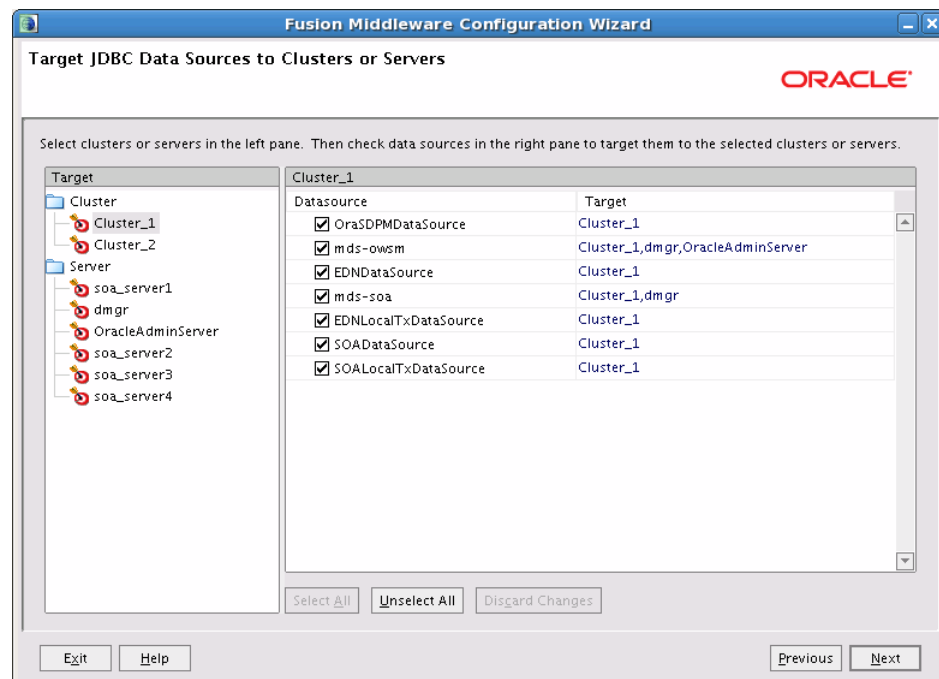 Fusion Middleware Configuration Wizard
Target JDBC Data Sources to Clusters or Servers
ORACLE
Select clusters or servers in the left pane. Then check data sources in the right pane to target them to the selected clusters or servers.
Target
Cluster
Cluster_1
Cluster_2
Server
soa_server1
dmgr
OracleAdminServer
soa_server2
soa_server3
soa_server4
Cluster_1
Datasource Target
OraSDPMDataSource Cluster_1
mds-owsm Cluster_1,dmgr,OracleAdminServer
EDNDataSource Cluster_1
mds-soa Cluster_1,dmgr
EDNLocalTxDataSource Cluster_1
SOADataSource Cluster_1
SOALocalTxDataSource Cluster_1
Select All Unselect All Discard Changes
Exit Help Previous Next